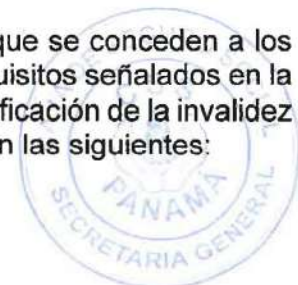 que se conceden a los
uisitos señalados en la
ficación de la invalidez
n las siguientes:
PANAMÁ
SECRETARIA GENERAL